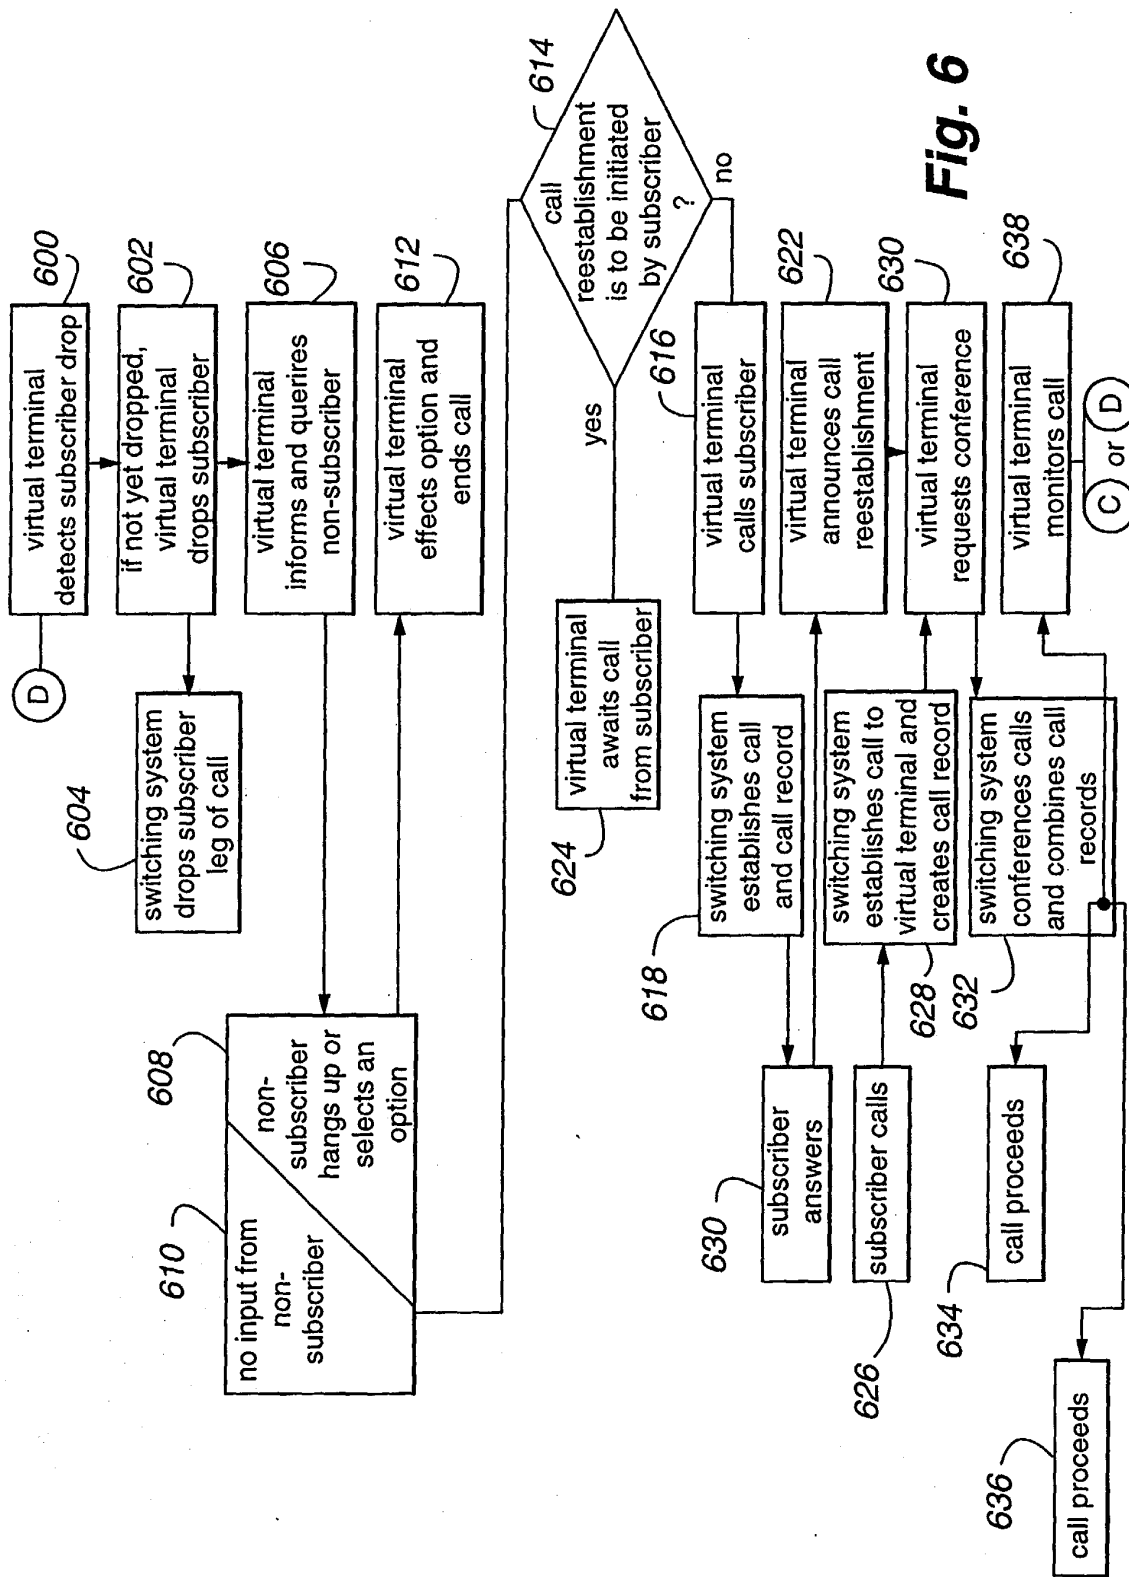 D
virtual terminal
detects subscriber drop
600
if not yet dropped,
virtual terminal
drops subscriber
602
switching system
drops subscriber
leg of call
604
virtual terminal
informs and querires
non-subscriber
606
non-
subscriber
hangs up or
selects an
option
608
no input from
non-
subscriber
610
virtual terminal
effects option and
ends call
612
call
reestablishment
is to be initiated
by subscriber
?
614
yes
no
virtual terminal
awaits call
from subscriber
624
virtual terminal
calls subscriber
616
switching system
establishes call
and call record
618
subscriber
answers
630
virtual terminal
announces call
reestablishment
622
subscriber calls
626
switching system
establishes call to
virtual terminal and
creates call record
628
virtual terminal
requests conference
630
switching system
conferences calls
and combines call
records
632
call proceeds
634
call proceeds
636
virtual terminal
monitors call
638
C or D
Fig. 6